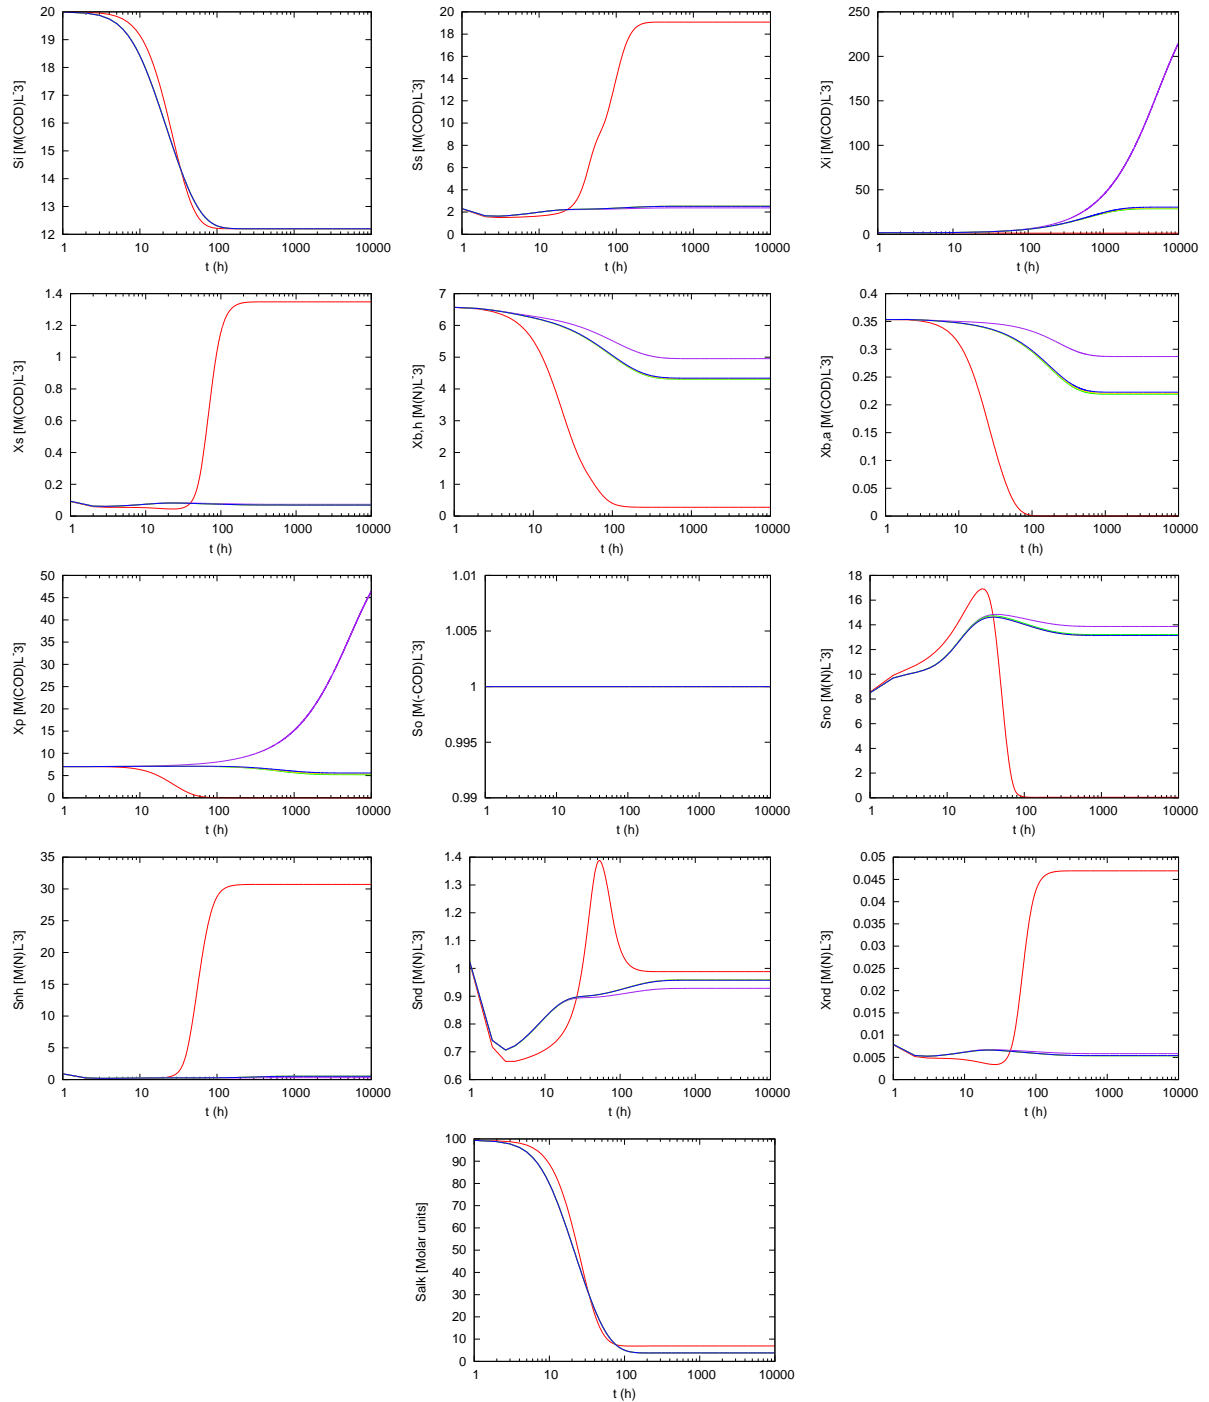 Si [M(COD)L^-3]
20
19
18
17
16
15
14
13
12
1 10 100 1000 10000
t (h)
Ss [M(COD)L^-3]
20
18
16
14
12
10
8
6
4
2
0
1 10 100 1000 10000
t (h)
Xi [M(COD)L^-3]
250
200
150
100
50
0
1 10 100 1000 10000
t (h)
Xs [M(COD)L^-3]
1.4
1.2
1
0.8
0.6
0.4
0.2
0
1 10 100 1000 10000
t (h)
Xb,h [M(N)L^-3]
7
6
5
4
3
2
1
0
1 10 100 1000 10000
t (h)
Xb,a [M(COD)L^-3]
0.4
0.35
0.3
0.25
0.2
0.15
0.1
0.05
0
1 10 100 1000 10000
t (h)
Xp [M(COD)L^-3]
50
45
40
35
30
25
20
15
10
5
0
1 10 100 1000 10000
t (h)
So [M(-COD)L^-3]
1.01
1.005
1
0.995
0.99
1 10 100 1000 10000
t (h)
Sno [M(N)L^-3]
18
16
14
12
10
8
6
4
2
0
1 10 100 1000 10000
t (h)
Snh [M(N)L^-3]
35
30
25
20
15
10
5
0
1 10 100 1000 10000
t (h)
Snd [M(N)L^-3]
1.4
1.3
1.2
1.1
1
0.9
0.8
0.7
0.6
1 10 100 1000 10000
t (h)
Xnd [M(N)L^-3]
0.05
0.045
0.04
0.035
0.03
0.025
0.02
0.015
0.01
0.005
0
1 10 100 1000 10000
t (h)
Salk [Molar units]
100
90
80
70
60
50
40
30
20
10
0
1 10 100 1000 10000
t (h)